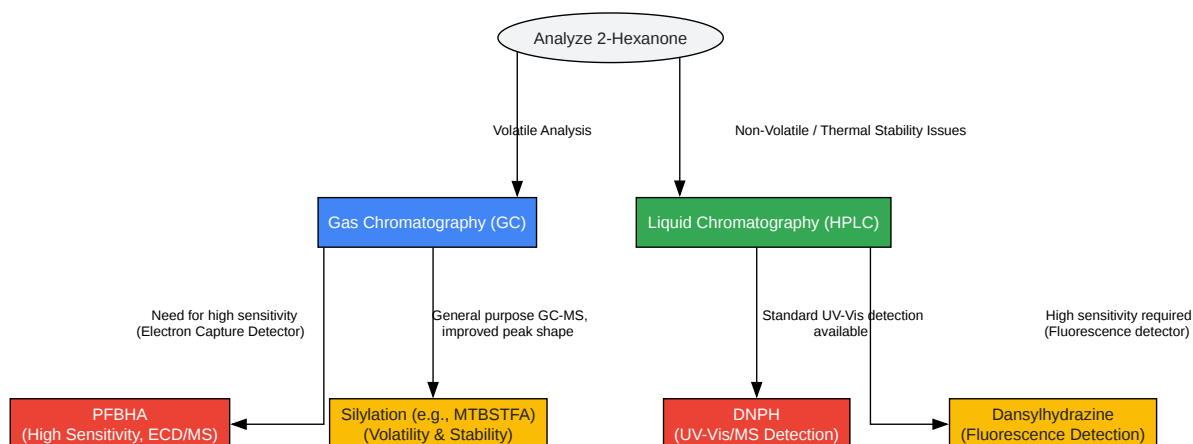 Analyze 2-Hexanone
Volatile Analysis
Non-Volatile / Thermal Stability Issues
Gas Chromatography (GC)
Liquid Chromatography (HPLC)
Need for high sensitivity
(Electron Capture Detector)
General purpose GC-MS,
improved peak shape
Standard UV-Vis detection
available
High sensitivity required
(Fluorescence detector)
PFBHA
(High Sensitivity, ECD/MS)
Silylation (e.g., MTBSTFA)
(Volatility & Stability)
DNPH
(UV-Vis/MS Detection)
Dansylhydrazine
(Fluorescence Detection)